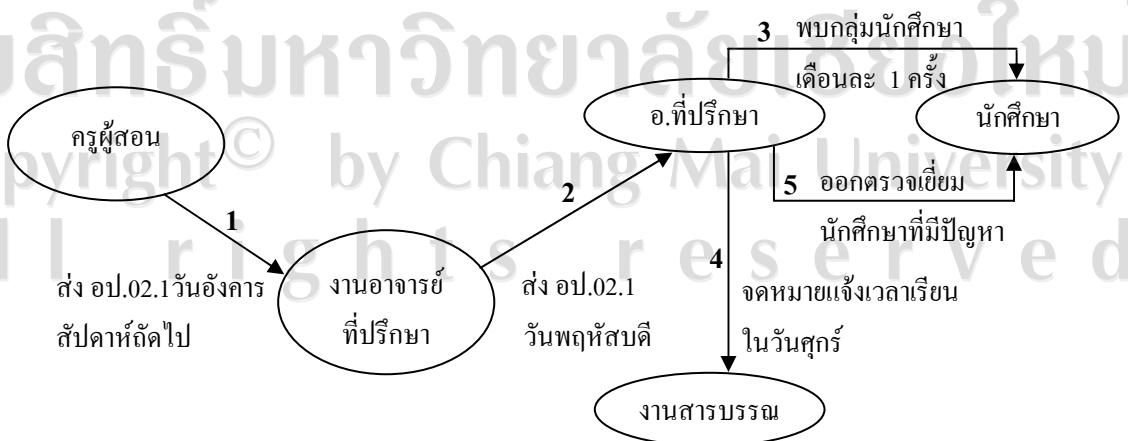 3 พบกลุ่มนักศึกษา
เดือนละ 1 ครั้ง
อ.ที่ปรึกษา
นักศึกษา
ครูผู้สอน
2
5 ออกตรวจเยี่ยม
นักศึกษาที่มีปัญหา
1
4
ส่ง อป.02.1วันอังคาร
สัปดาห์ถัดไป
งานอาจารย์
ที่ปรึกษา
ส่ง อป.02.1
วันพฤหัสบดี
จดหมายแจ้งเวลาเรียน
ในวันศุกร์
งานสารบรรณ
สิทธิ์มหาวิทยาลัยเชียงใหม่
opyright© by Chiang Mai University
ll rights reserved